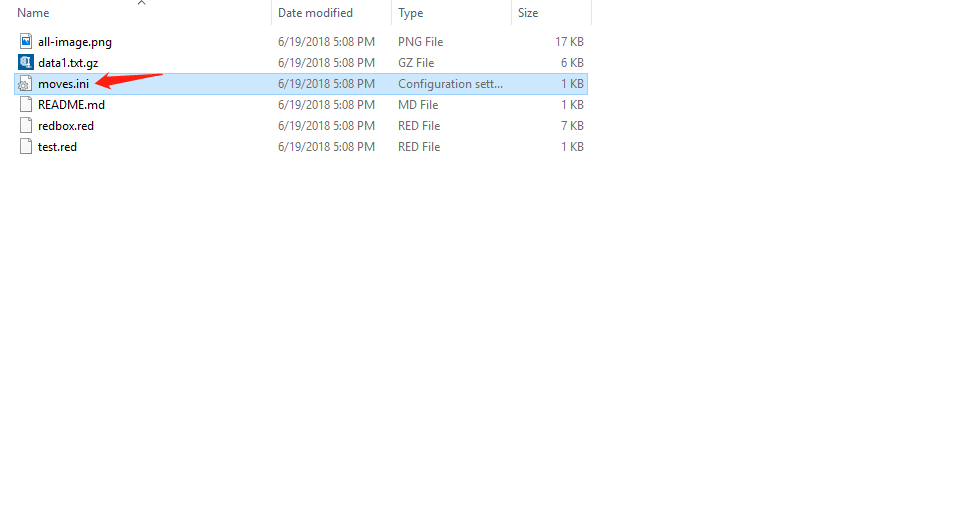 Name Date modified Type Size
all-image.png 6/19/2018 5:08 PM PNG File 17 KB
data1.txt.gz 6/19/2018 5:08 PM GZ File 6 KB
moves.ini 6/19/2018 5:08 PM Configuration sett... 1 KB
README.md 6/19/2018 5:08 PM MD File 1 KB
redbox.red 6/19/2018 5:08 PM RED File 7 KB
test.red 6/19/2018 5:08 PM RED File 1 KB